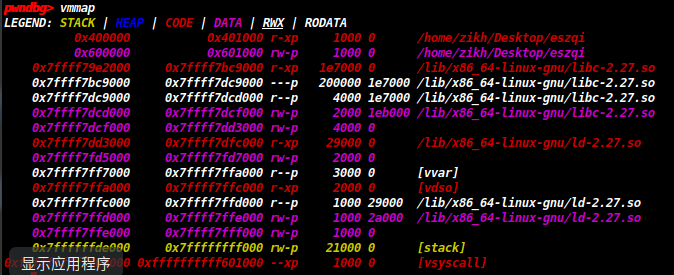 pwndbg> vmmap
LEGEND: STACK | HEAP | CODE | DATA | RWX | RODATA
0x400000 0x401000 r-xp 1000 0 /home/zikh/Desktop/eszqi
0x600000 0x601000 rw-p 1000 0 /home/zikh/Desktop/eszqi
0x7ffff79e2000 0x7ffff7bc9000 r-xp 1e7000 0 /lib/x86_64-linux-gnu/libc-2.27.so
0x7ffff7bc9000 0x7ffff7dc9000 ---p 200000 1e7000 /lib/x86_64-linux-gnu/libc-2.27.so
0x7ffff7dc9000 0x7ffff7dcd000 r--p 4000 1e7000 /lib/x86_64-linux-gnu/libc-2.27.so
0x7ffff7dcd000 0x7ffff7dcf000 rw-p 2000 1eb000 /lib/x86_64-linux-gnu/libc-2.27.so
0x7ffff7dcf000 0x7ffff7dd3000 rw-p 4000 0
0x7ffff7dd3000 0x7ffff7dfc000 r-xp 29000 0 /lib/x86_64-linux-gnu/ld-2.27.so
0x7ffff7fd5000 0x7ffff7fd7000 rw-p 2000 0
0x7ffff7ff7000 0x7ffff7ffa000 r--p 3000 0 [vvar]
0x7ffff7ffa000 0x7ffff7ffc000 r-xp 2000 0 [vdso]
0x7ffff7ffc000 0x7ffff7ffd000 r--p 1000 29000 /lib/x86_64-linux-gnu/ld-2.27.so
0x7ffff7ffd000 0x7ffff7ffe000 rw-p 1000 2a000 /lib/x86_64-linux-gnu/ld-2.27.so
0x7ffff7ffe000 0x7ffff7fff000 rw-p 1000 0
0x7ffffffde000 0x7ffffffff000 rw-p 21000 0 [stack]
0xffffffffff601000 --xp 1000 0 [vsyscall]
显示应用程序